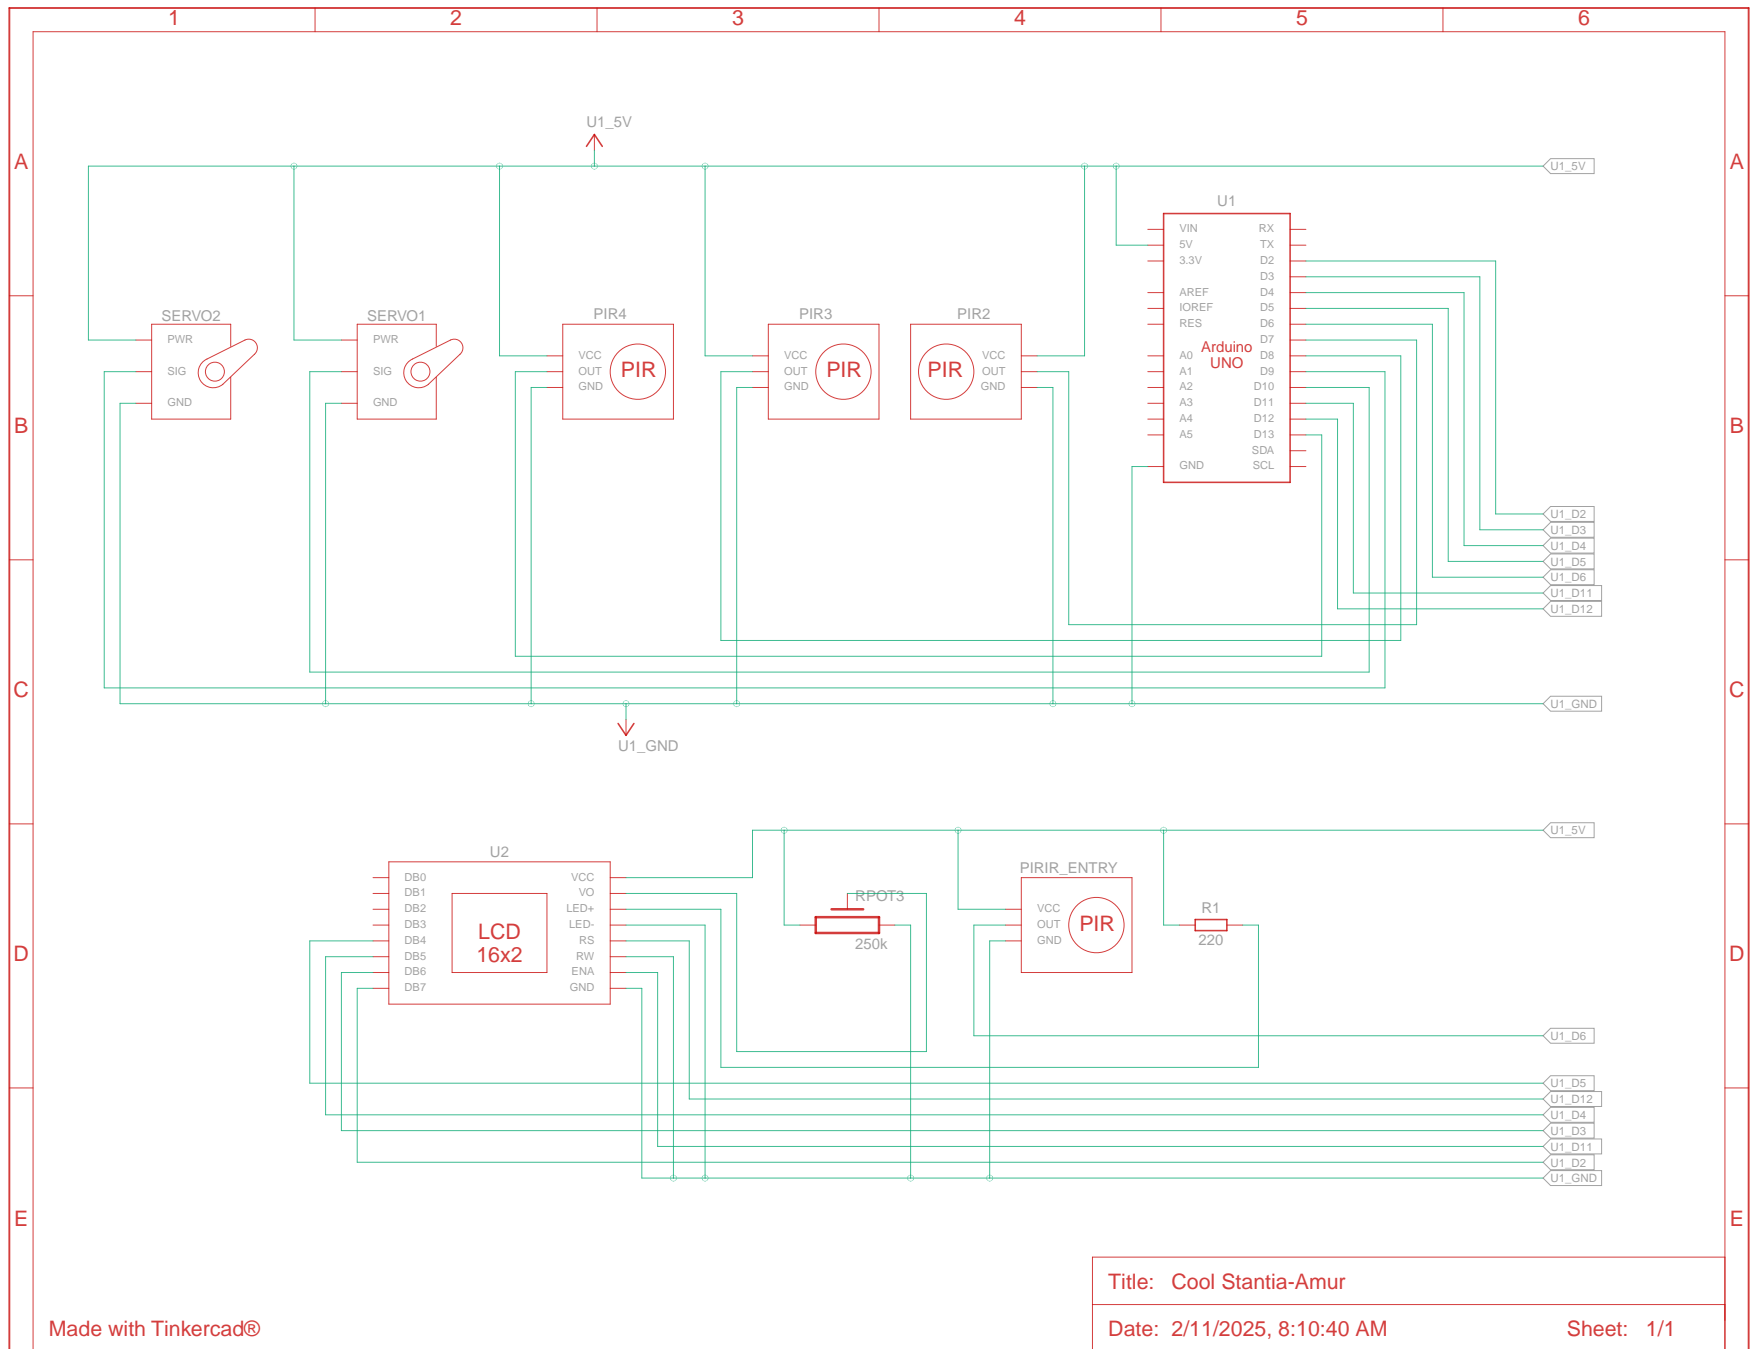 1 2 3 4 5 6
U1_5V
A A
U1_5V
U1
VIN RX
5V TX
3.3V D2
D3
AREF D4
IOREF D5
RES D6
D7
A0 D8
A1 D9
A2 D10
A3 D11
A4 D12
A5 D13
SDA
GND SCL
Arduino
UNO
SERVO2
PWR
SIG
GND
SERVO1
PWR
SIG
GND
PIR4
VCC
OUT
GND
PIR
PIR3
VCC
OUT
GND
PIR
PIR2
VCC
OUT
GND
PIR
B B
U1_D2
U1_D3
U1_D4
U1_D5
U1_D6
U1_D11
U1_D12
C C
U1_GND
U1_GND
U1_5V
U2
DB0 VCC
DB1 VO
DB2 LED+
DB3 LED-
DB4 RS
DB5 RW
DB6 ENA
DB7 GND
LCD
16x2
RPOT3
250k
PIRIR_ENTRY
VCC
OUT
GND
PIR
R1
220
D D
U1_D6
U1_D5
U1_D12
U1_D4
U1_D3
U1_D11
U1_D2
U1_GND
E E
Title: Cool Stantia-Amur
Made with Tinkercad®
Date: 2/11/2025, 8:10:40 AM Sheet: 1/1